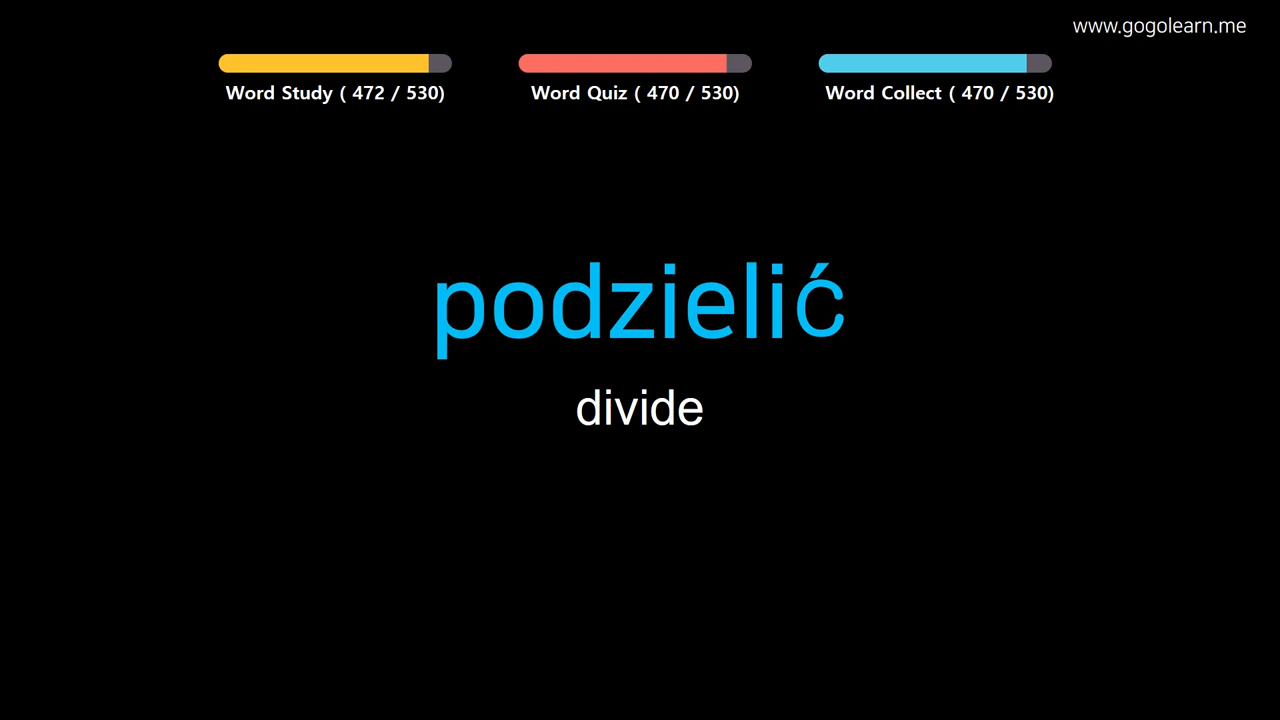 www.gogolearn.me
Word Study ( 472 / 530)
Word Quiz ( 470 / 530)
Word Collect ( 470 / 530)
podzielić
divide